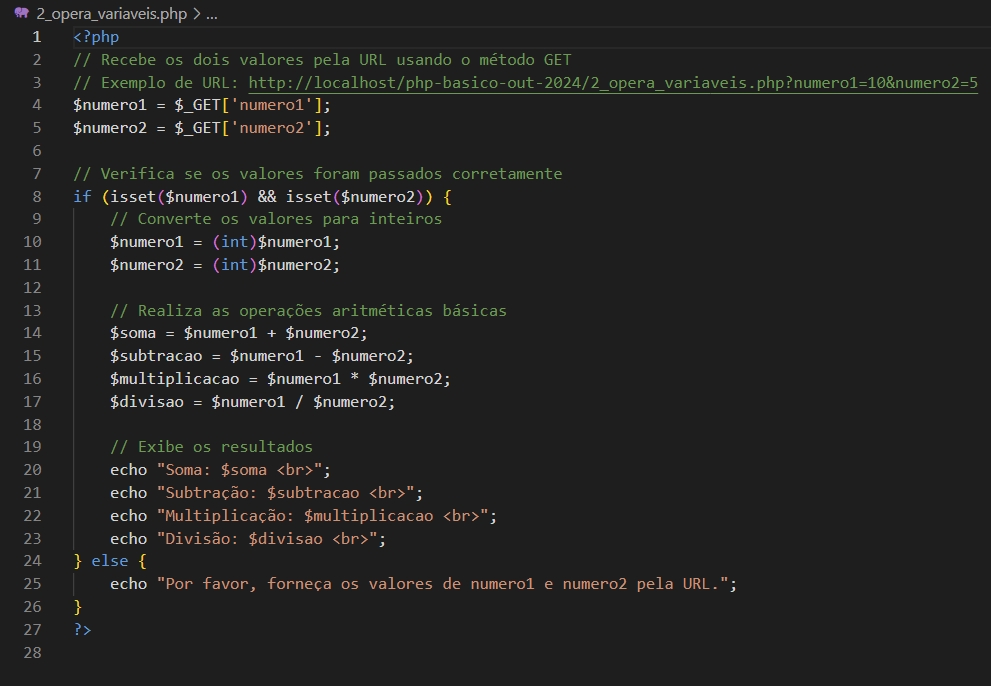 2_opera_variaveis.php > ...
1 <?php
2 // Recebe os dois valores pela URL usando o método GET
3 // Exemplo de URL: http://localhost/php-basico-out-2024/2_opera_variaveis.php?numero1=10&numero2=5
4 $numero1 = $_GET['numero1'];
5 $numero2 = $_GET['numero2'];
6
7 // Verifica se os valores foram passados corretamente
8 if (isset($numero1) && isset($numero2)) {
9     // Converte os valores para inteiros
10     $numero1 = (int)$numero1;
11     $numero2 = (int)$numero2;
12
13     // Realiza as operações aritméticas básicas
14     $soma = $numero1 + $numero2;
15     $subtracao = $numero1 - $numero2;
16     $multiplicacao = $numero1 * $numero2;
17     $divisao = $numero1 / $numero2;
18
19     // Exibe os resultados
20     echo "Soma: $soma <br>";
21     echo "Subtração: $subtracao <br>";
22     echo "Multiplicação: $multiplicacao <br>";
23     echo "Divisão: $divisao <br>";
24 } else {
25     echo "Por favor, forneça os valores de numero1 e numero2 pela URL.";
26 }
27 ?>
28